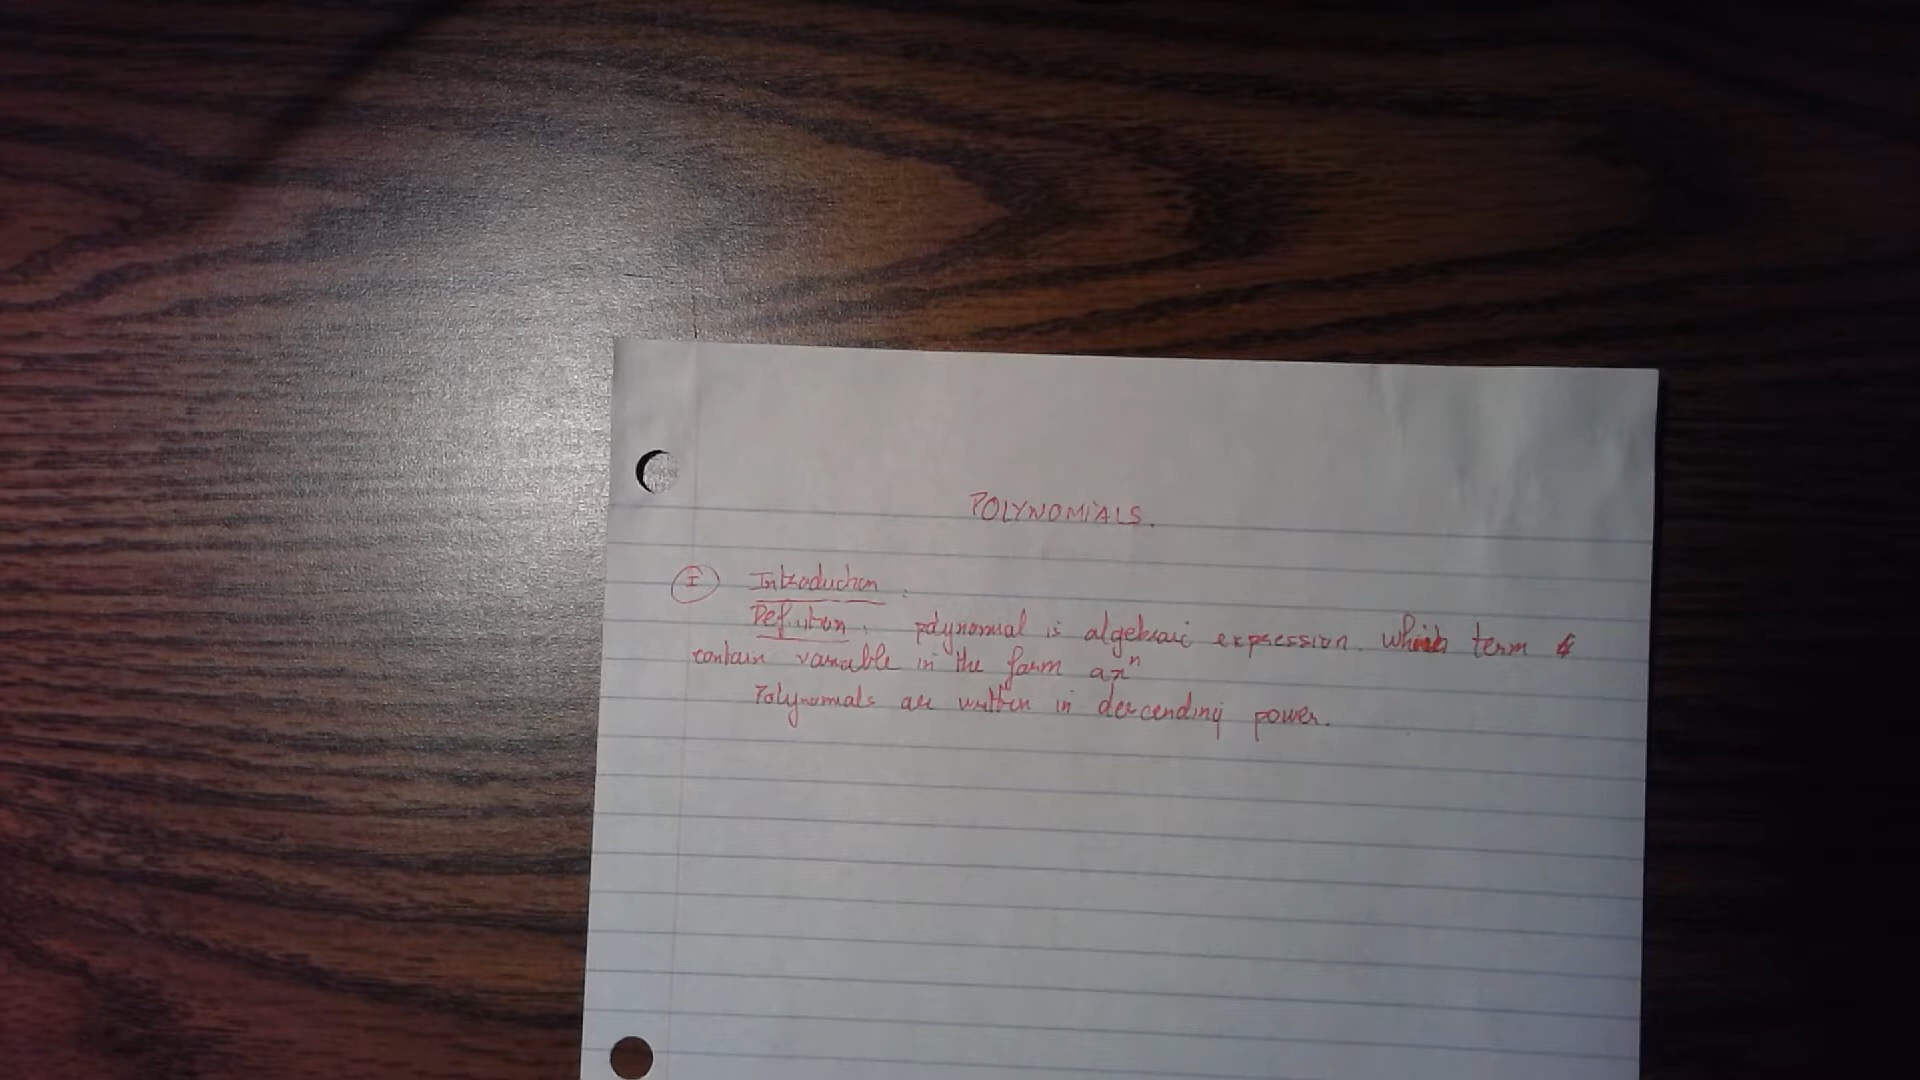 POLYNOMIALS.
I Introduction.
Definition. polynomial is algebraic expression. which term
contain variable in the form axⁿ
Polynomials are written in descending power.